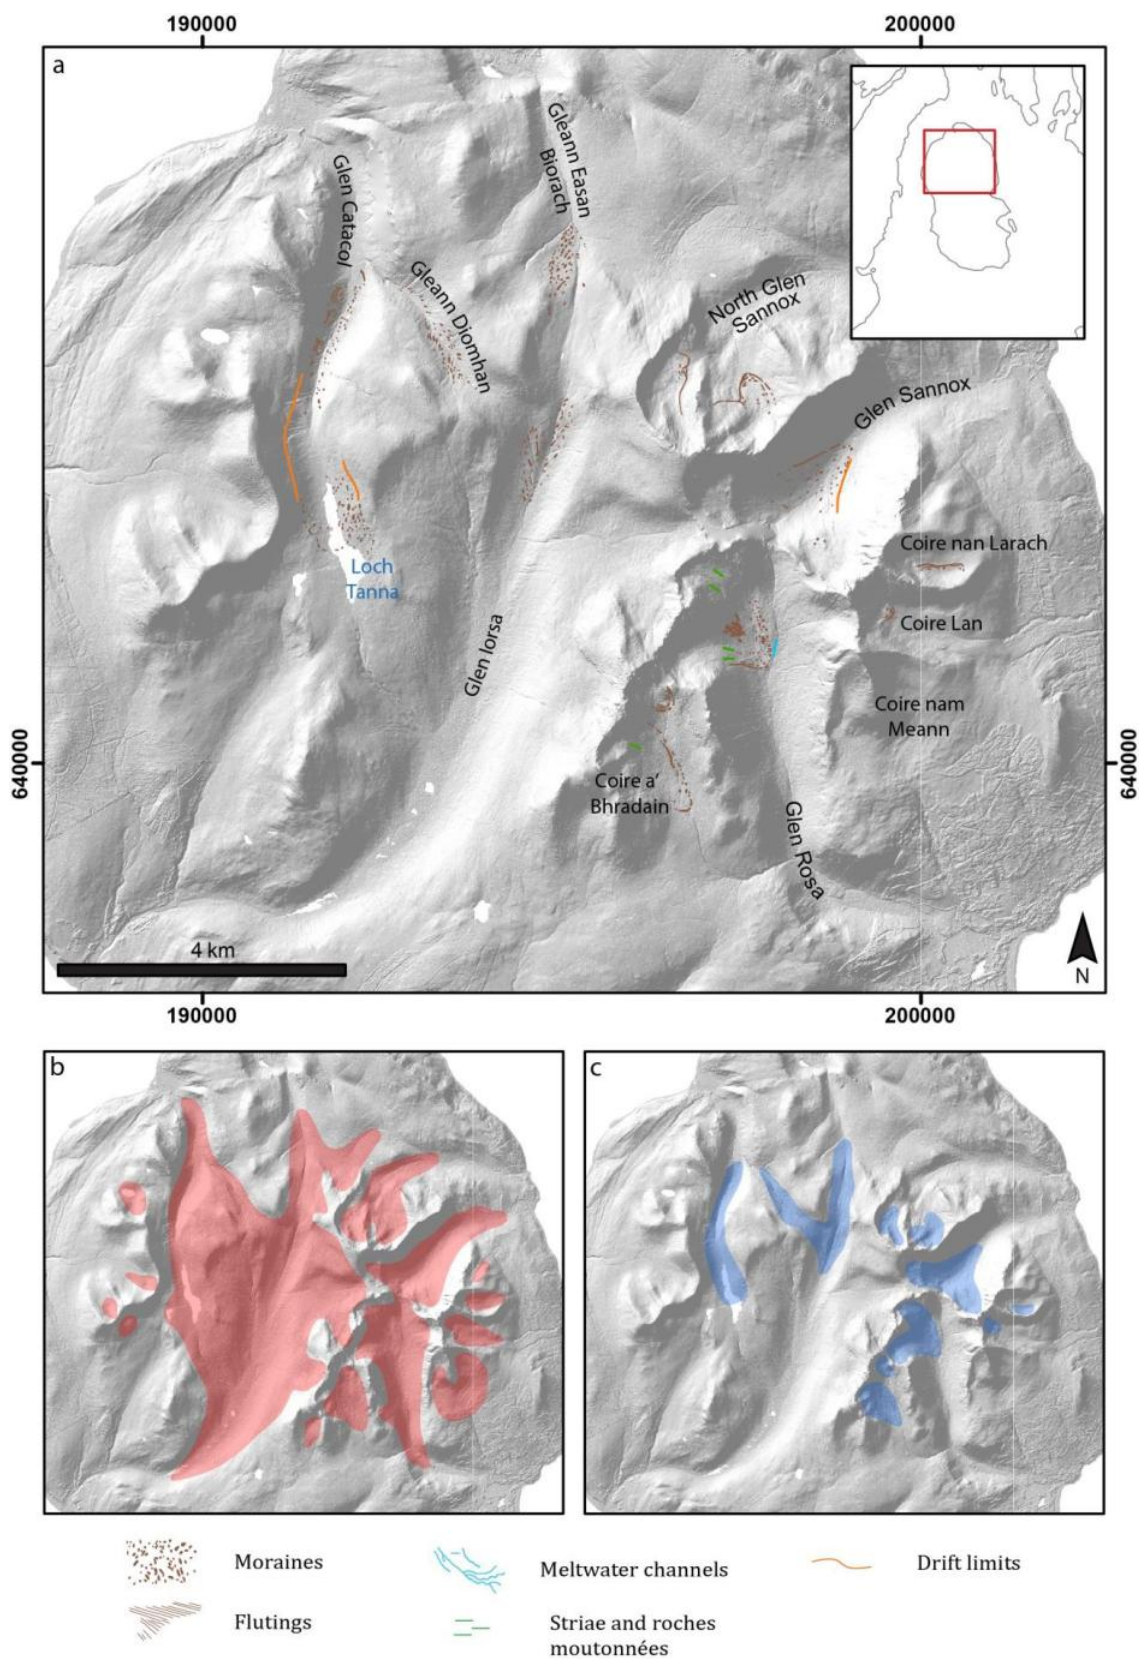 190000
200000
a
Glen Catacol
Gleann Easan
Biorach
Gleann Diomhan
North Glen
Sannox
Glen Sannox
Coire nan Larach
Loch
Tanna
Coire Lan
Glen Iorsa
Coire nam
Meann
640000
640000
Coire a'
Bhradain
Glen Rosa
4 km
N
190000
200000
b
c
Moraines
Meltwater channels
Drift limits
Flutings
Striae and roches
moutonnées